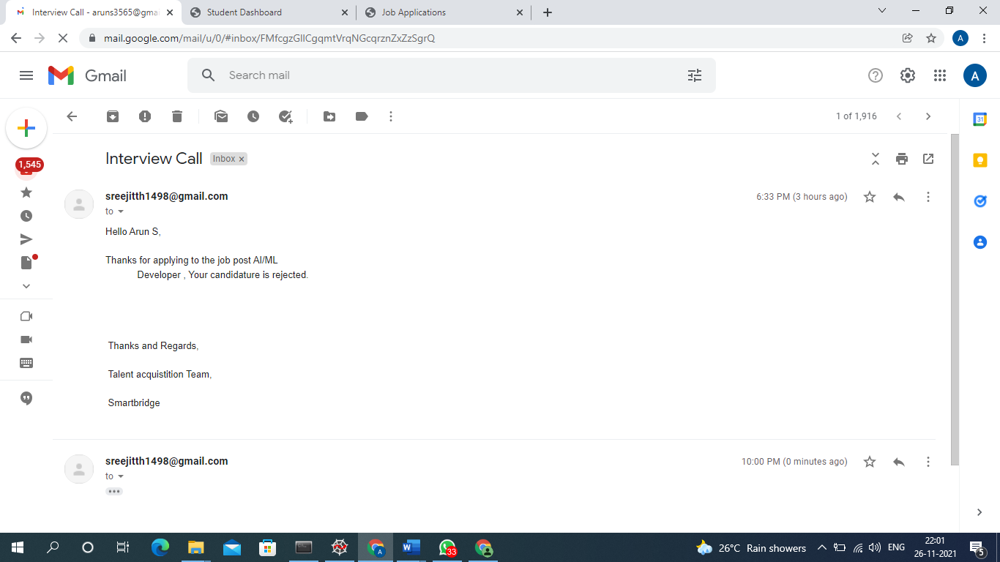 Interview Call - aruns3565@gmai
Student Dashboard
Job Applications
mail.google.com/mail/u/0/#inbox/FMfcgzGllCgqmtVrqNGcqrznZxZzSgrQ
A
Gmail
Search mail
A
1 of 1,916
31
1,545
Interview Call Inbox x
sreejitth1498@gmail.com 6:33 PM (3 hours ago)
to
Hello Arun S,
Thanks for applying to the job post AI/ML
Developer , Your candidature is rejected.
Thanks and Regards,
Talent acquistition Team,
Smartbridge
sreejitth1498@gmail.com 10:00 PM (0 minutes ago)
to
A
W
33
26°C Rain showers
ENG
22:01
26-11-2021
5